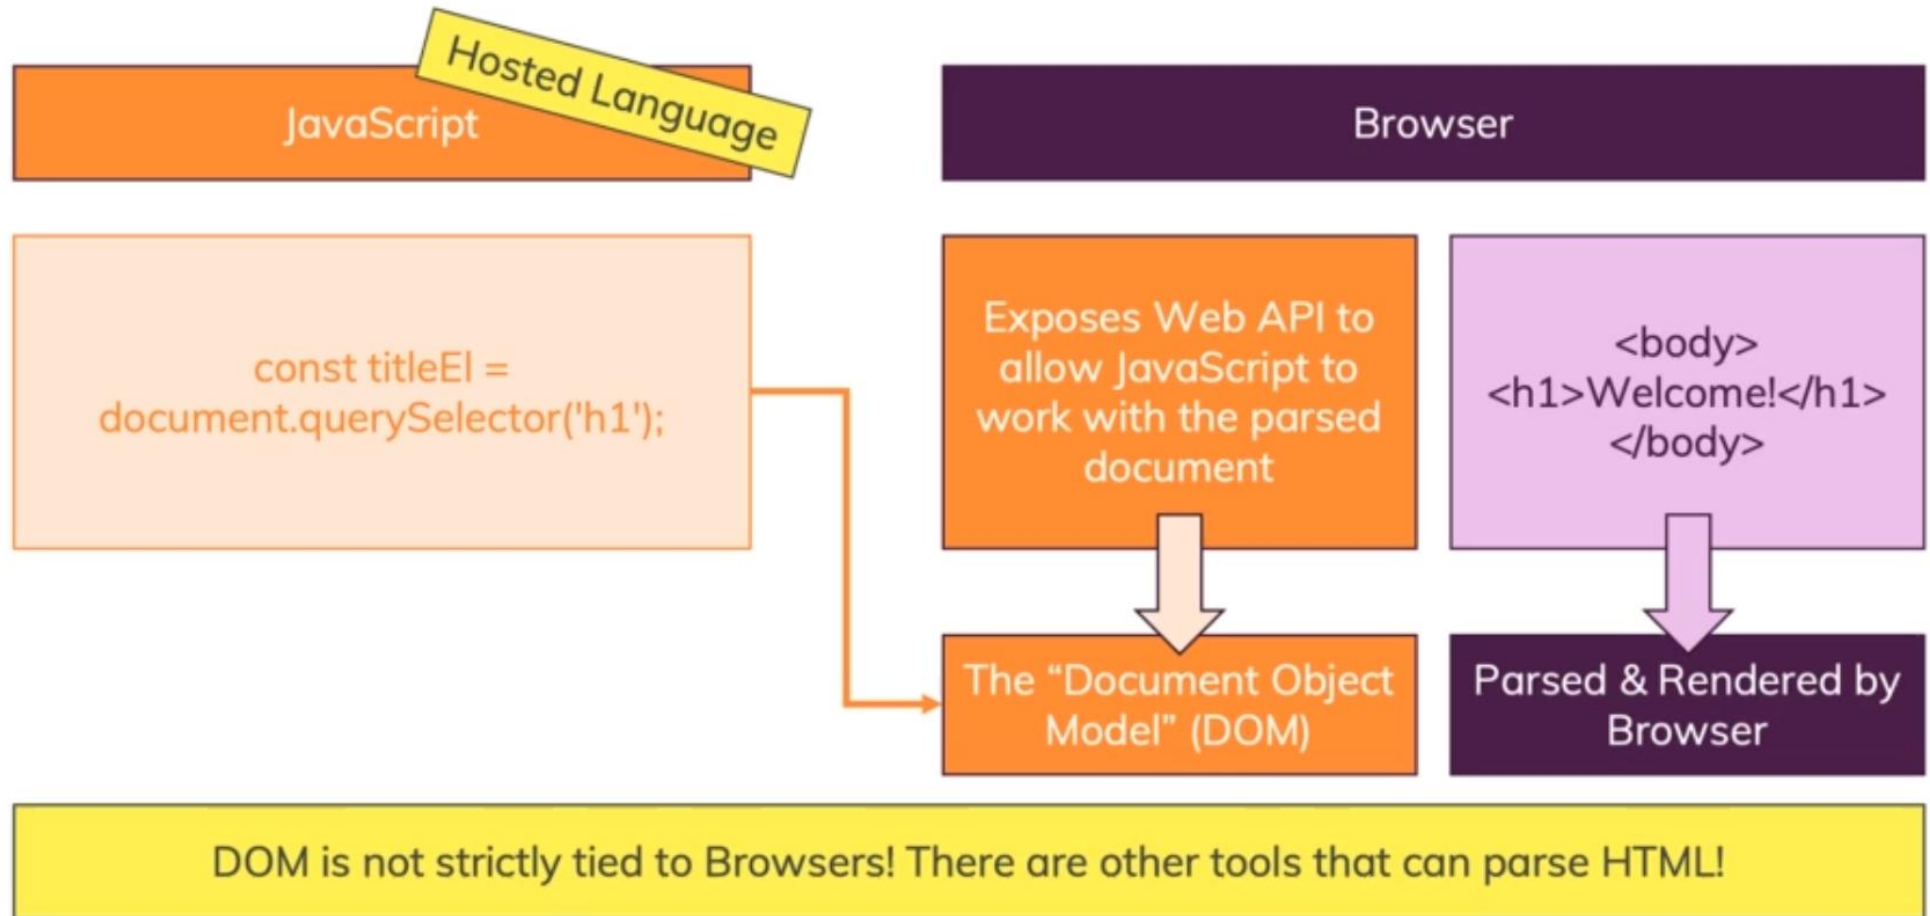 Hosted Language
JavaScript
Browser
const titleEl =
document.querySelector('h1');
Exposes Web API to
allow JavaScript to
work with the parsed
document
<body>
<h1>Welcome!</h1>
</body>
The “Document Object
Model” (DOM)
Parsed & Rendered by
Browser
DOM is not strictly tied to Browsers! There are other tools that can parse HTML!